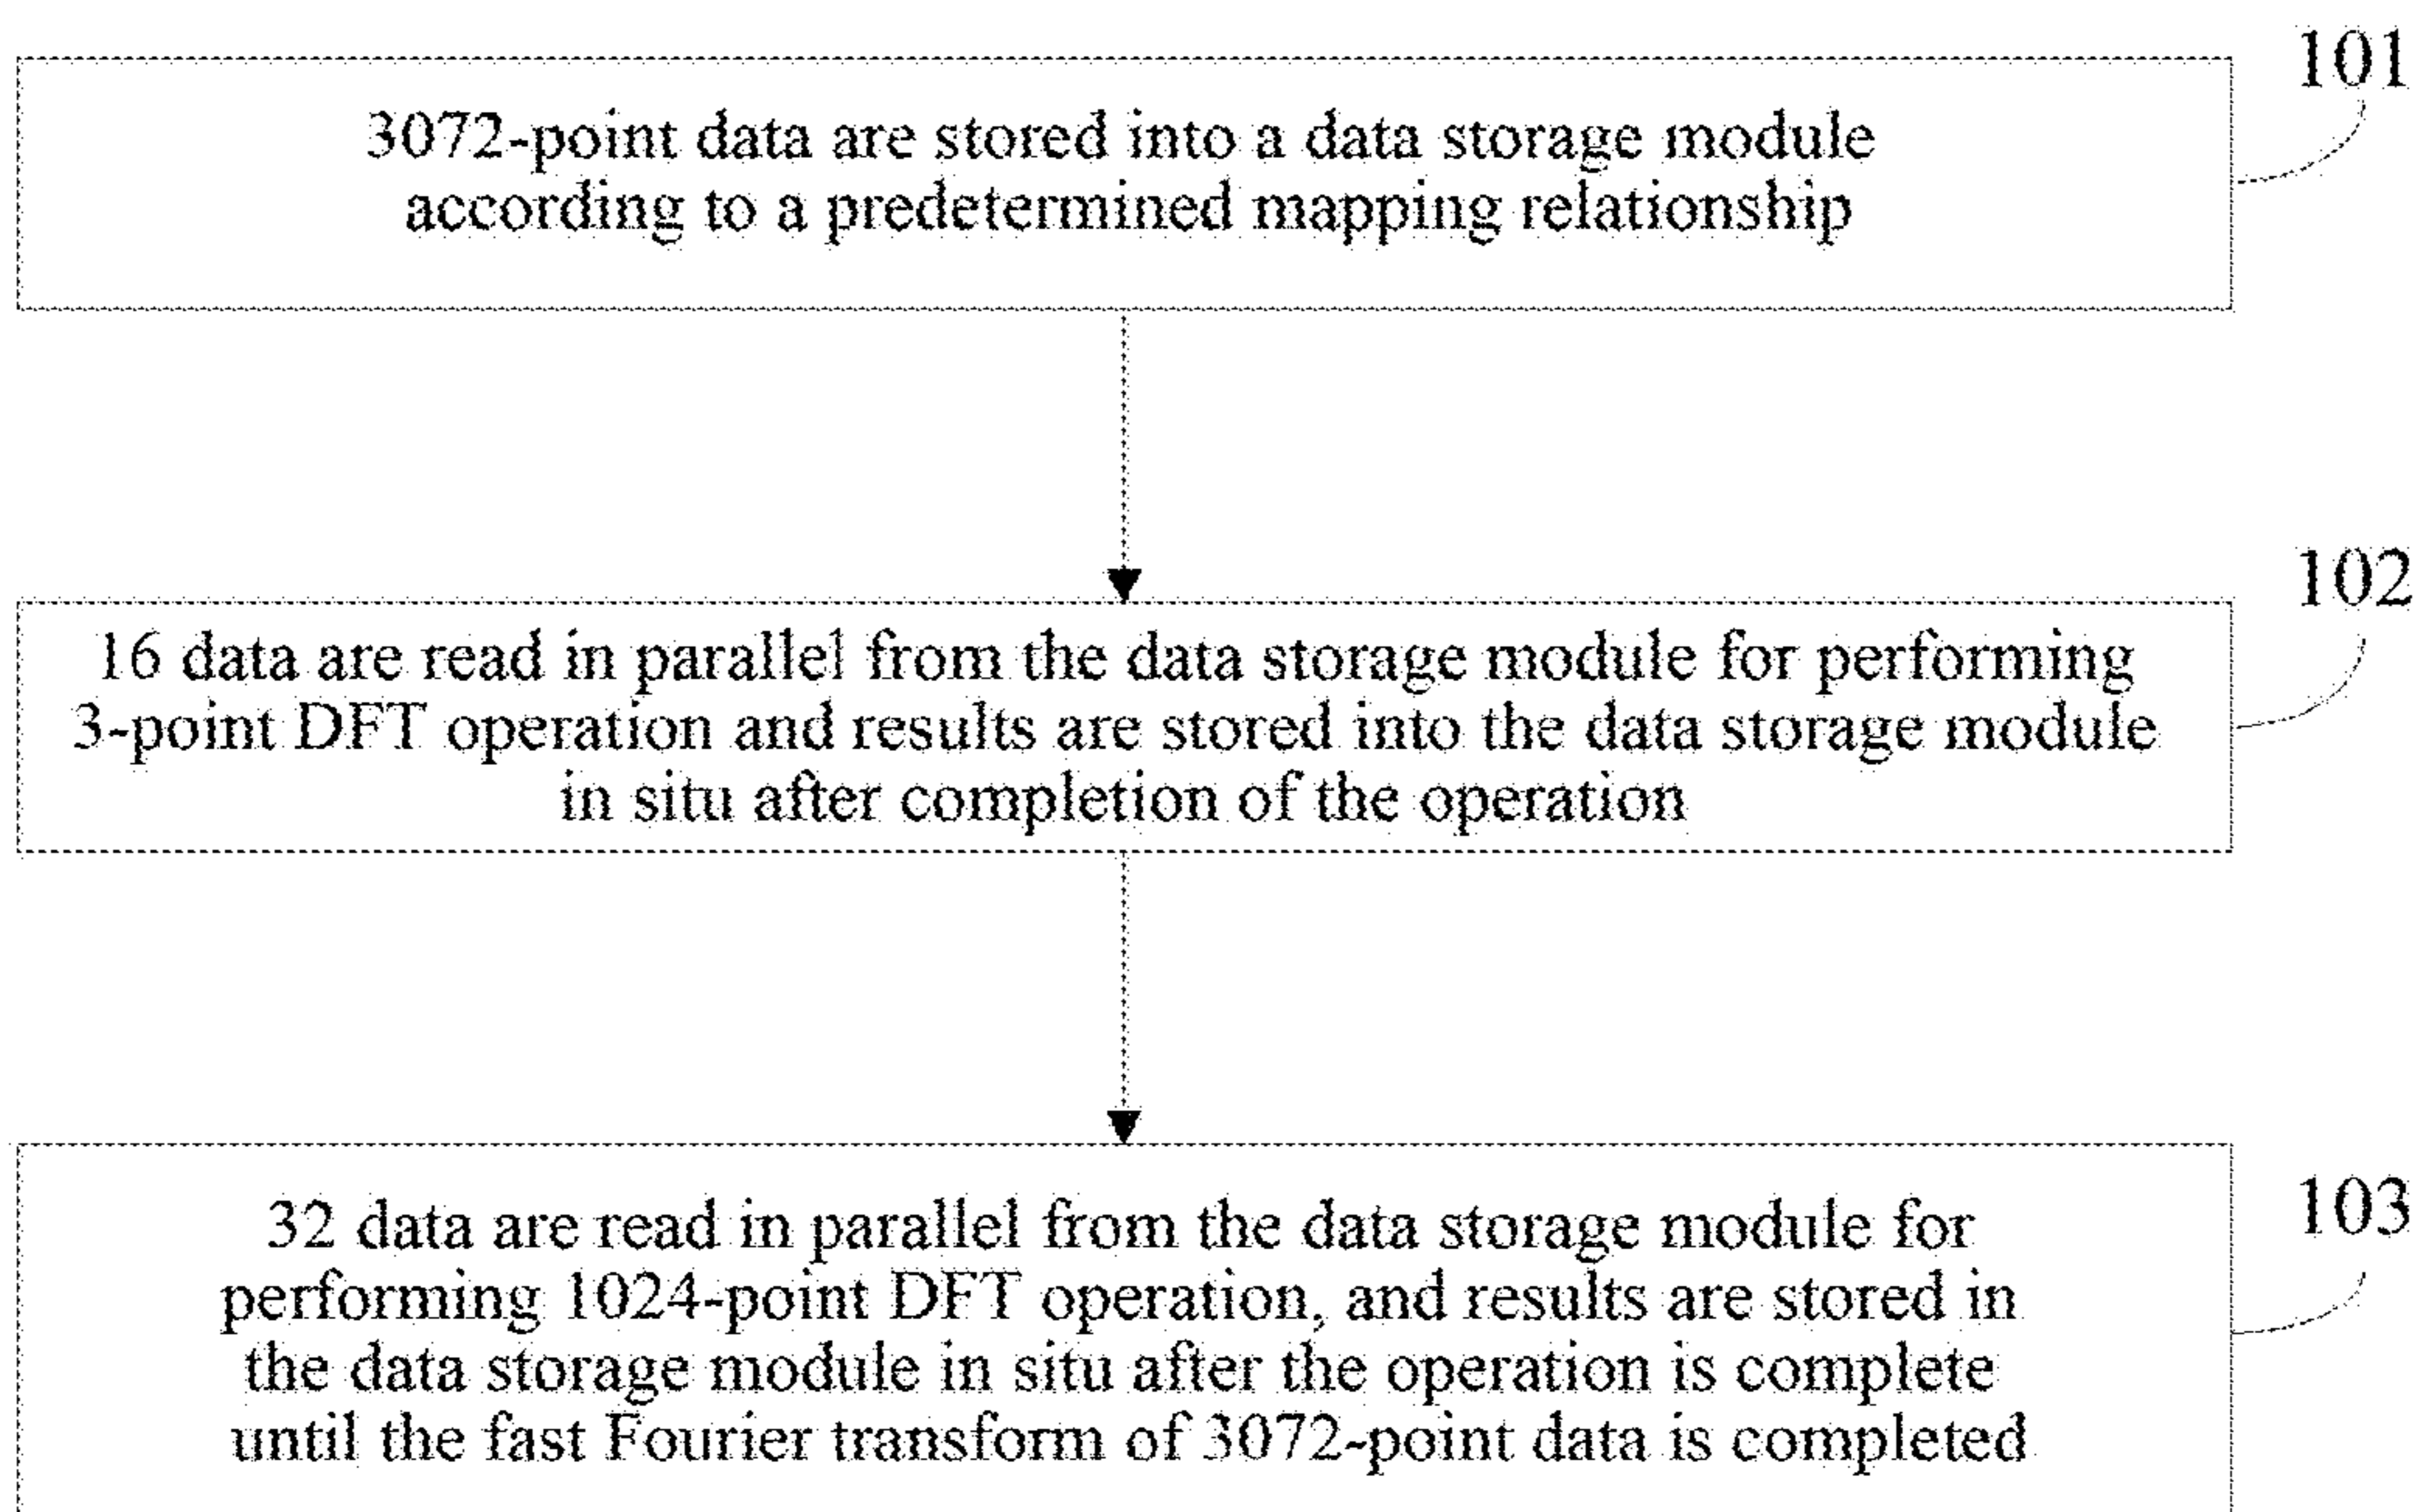 101
3072-point data are stored into a data storage module
according to a predetermined mapping relationship
102
16 data are read in parallel from the data storage module for performing
3-point DFT operation and results are stored into the data storage module
in situ after completion of the operation
103
32 data are read in parallel from the data storage module for
performing 1024-point DFT operation, and results are stored in
the data storage module in situ after the operation is complete
until the fast Fourier transform of 3072-point data is completed